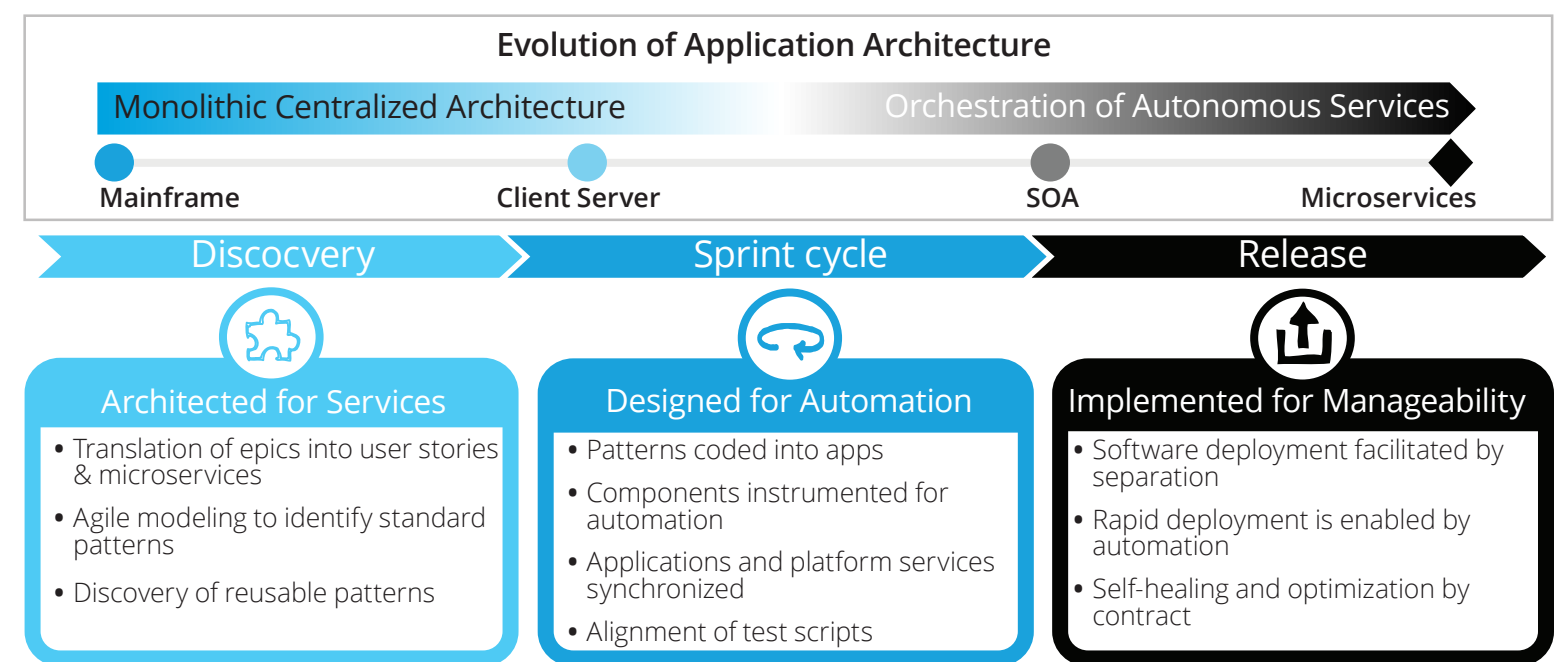 Evolution of Application Architecture
Monolithic Centralized Architecture
Orchestration of Autonomous Services
Mainframe
Client Server
SOA
Microservices
Discocvery
Sprint cycle
Release
Architected for Services
• Translation of epics into user stories
& microservices
• Agile modeling to identify standard
patterns
• Discovery of reusable patterns
Designed for Automation
• Patterns coded into apps
• Components instrumented for
automation
• Applications and platform services
synchronized
• Alignment of test scripts
Implemented for Manageability
• Software deployment facilitated by
separation
• Rapid deployment is enabled by
automation
• Self-healing and optimization by
contract